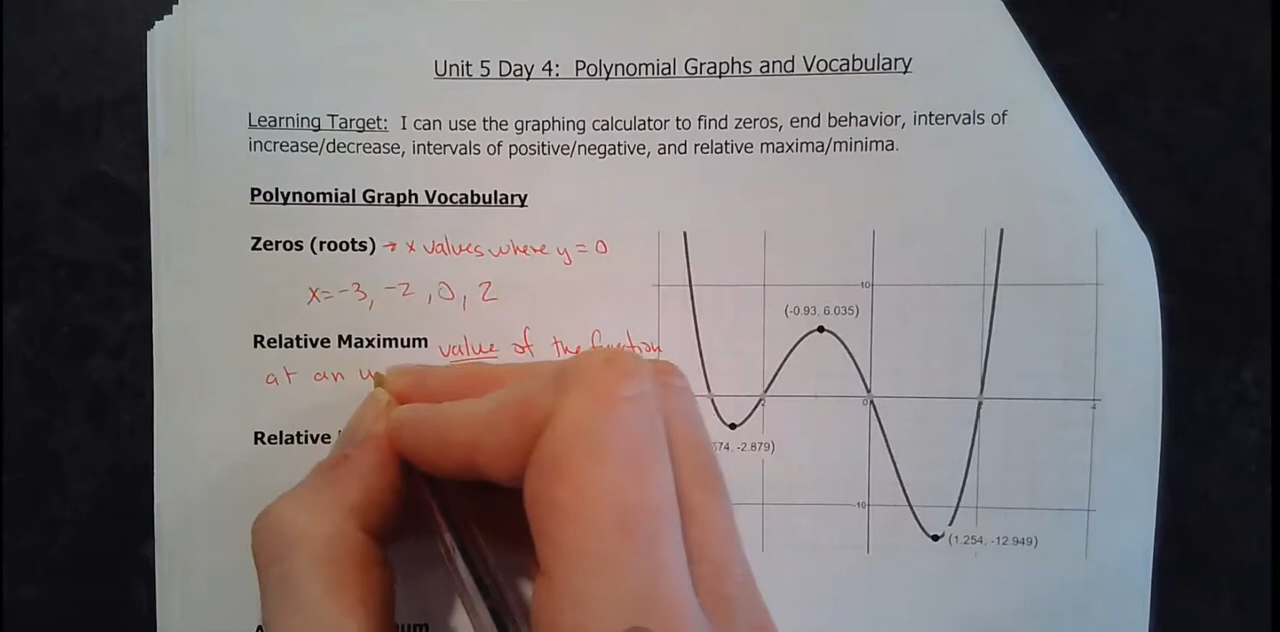 Unit 5 Day 4: Polynomial Graphs and Vocabulary
Learning Target: I can use the graphing calculator to find zeros, end behavior, intervals of
increase/decrease, intervals of positive/negative, and relative maxima/minima.
Polynomial Graph Vocabulary
Zeros (roots) → x values where y = 0
x = -3, -2, 0, 2
Relative Maximum value of the function
at an
Relative
10
(-0.93, 6.035)
0
74, -2.879)
-10
(1.254, -12.949)
um